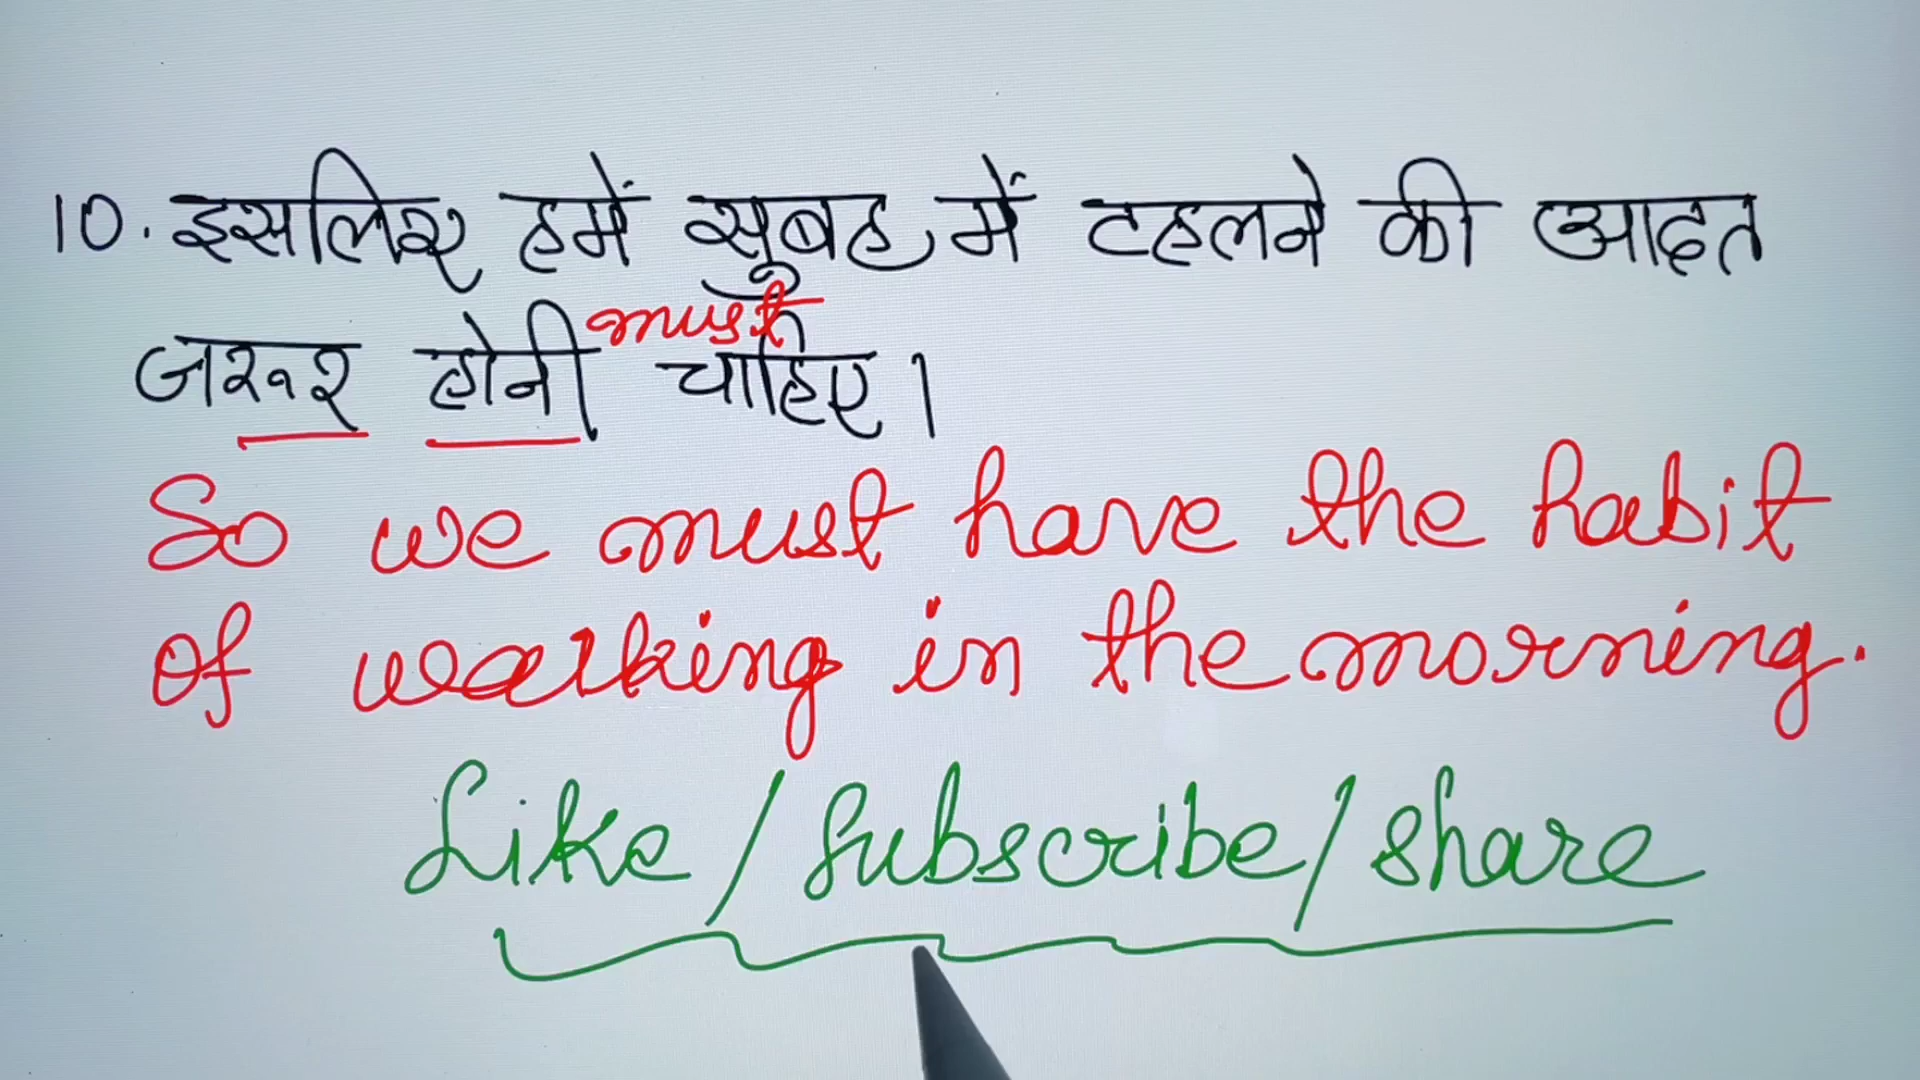 10. इसलिए हमें सुबह में टहलने की आदत
must
जरूर होनी चाहिए।
So we must have the habit
of walking in the morning.
Like / Subscribe / share